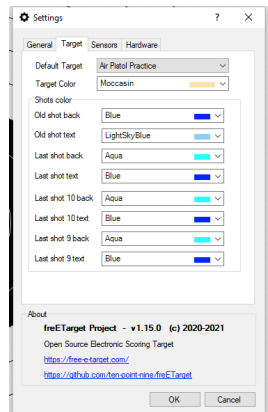 Settings
? ×
General Target Sensors Hardware
Default Target Air Pistol Practice
Target Color Moccasin
Shots color
Old shot back Blue
Old shot text LightSkyBlue
Last shot back Aqua
Last shot text Blue
Last shot 10 back Aqua
Last shot 10 text Blue
Last shot 9 back Aqua
Last shot 9 text Blue
About
freETarget Project - v1.15.0 (c) 2020-2021
Open Source Electronic Scoring Target
https://free-e-target.com/
https://github.com/ten-point-nine/freETarget
OK Cancel